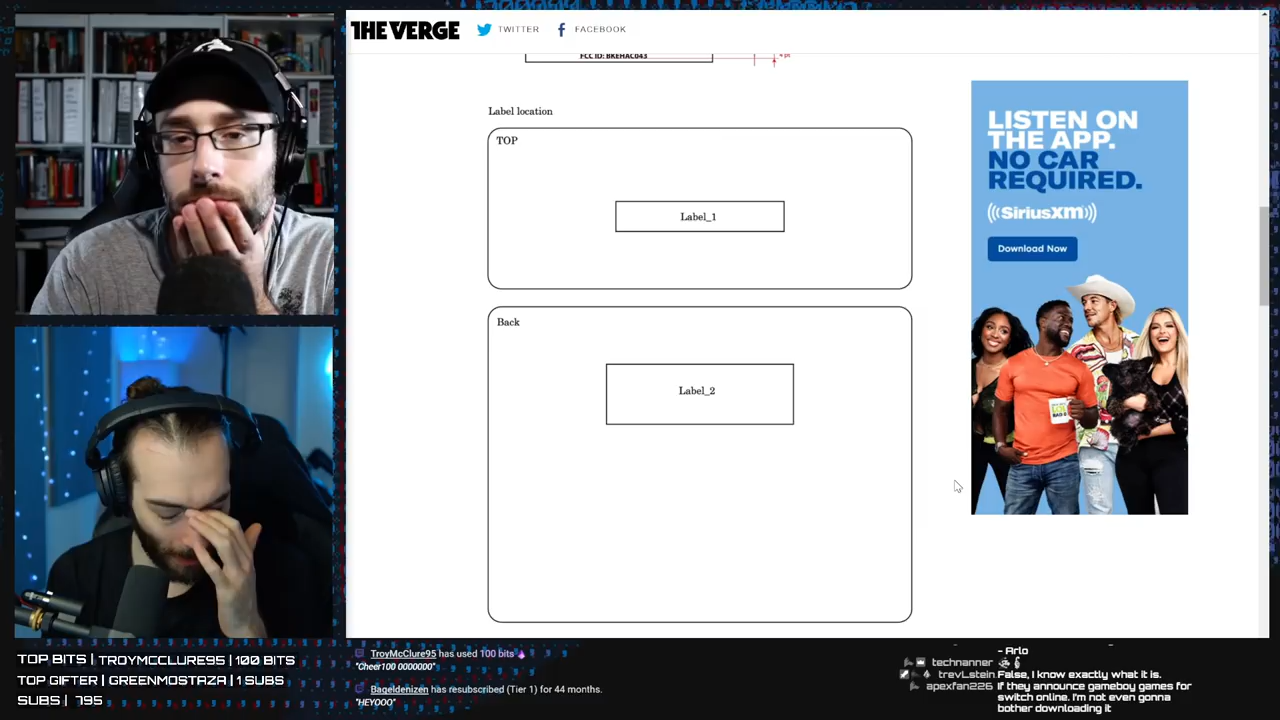 THE VERGE
TWITTER
FACEBOOK
FCC ID: BKEHAC043
4 pt
Label location
TOP
Label_1
Back
Label_2
LISTEN ON
THE APP.
NO CAR
REQUIRED.
((SiriusXM))
Download Now
TOP BITS | TROYMCCLURE95 | 100 BITS
TOP GIFTER | GREENMOSTAZA | 1 SUBS
SUBS | 795
TroyMcClure95 has used 100 bits
"Cheer100 0000000"
Bageldenizen has resubscribed (Tier 1) for 44 months.
"HEYOOO"
- Arlo
technanner
trevLstein False, I know exactly what it is.
apexfan226 If they announce gameboy games for
switch online. I'm not even gonna
bother downloading it